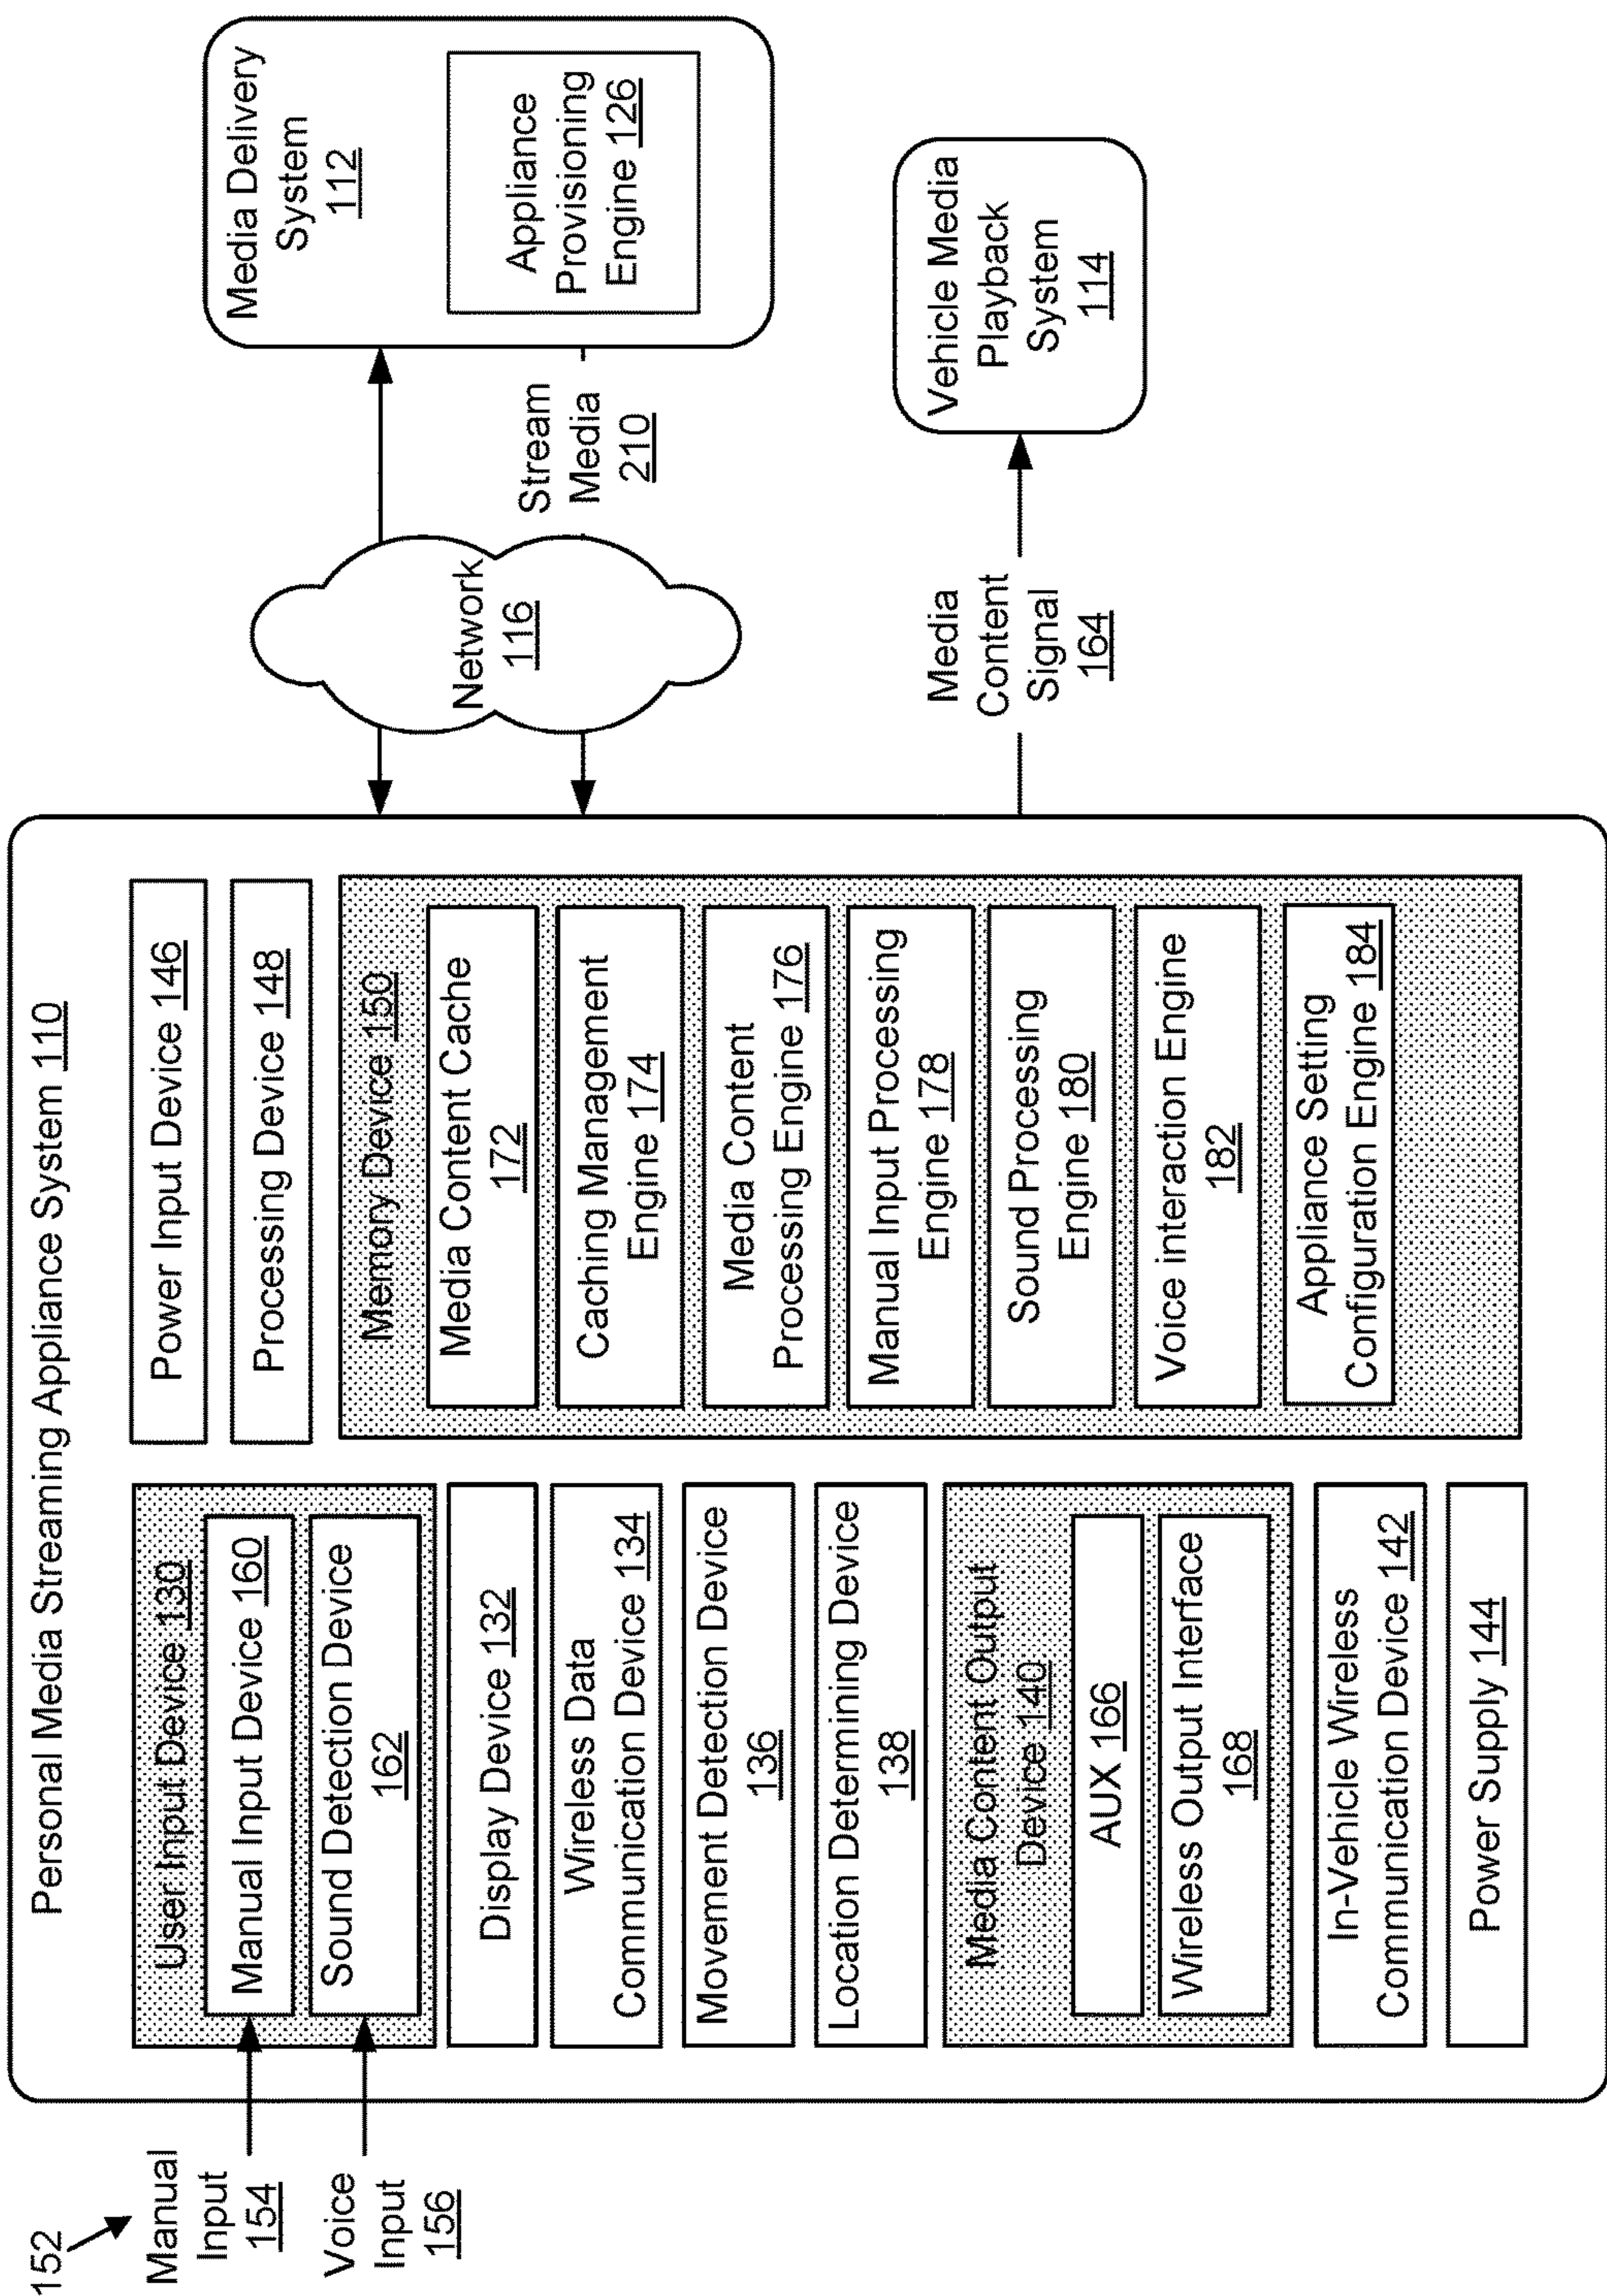 152
Manual
Input
154
Voice
Input
156
Personal Media Streaming Appliance System 110
User Input Device 130
Manual Input Device 160
Sound Detection Device
162
Display Device 132
Wireless Data
Communication Device 134
Movement Detection Device
136
Location Determining Device
138
Media Content Output
Device 140
AUX 166
Wireless Output Interface
168
In-Vehicle Wireless
Communication Device 142
Power Supply 144
Power Input Device 146
Processing Device 148
Memory Device 150
Media Content Cache
172
Caching Management
Engine 174
Media Content
Processing Engine 176
Manual Input Processing
Engine 178
Sound Processing
Engine 180
Voice interaction Engine
182
Appliance Setting
Configuration Engine 184
Network
116
Stream
Media
210
Media
Content
Signal
164
Media Delivery
System
112
Appliance
Provisioning
Engine 126
Vehicle Media
Playback
System
114